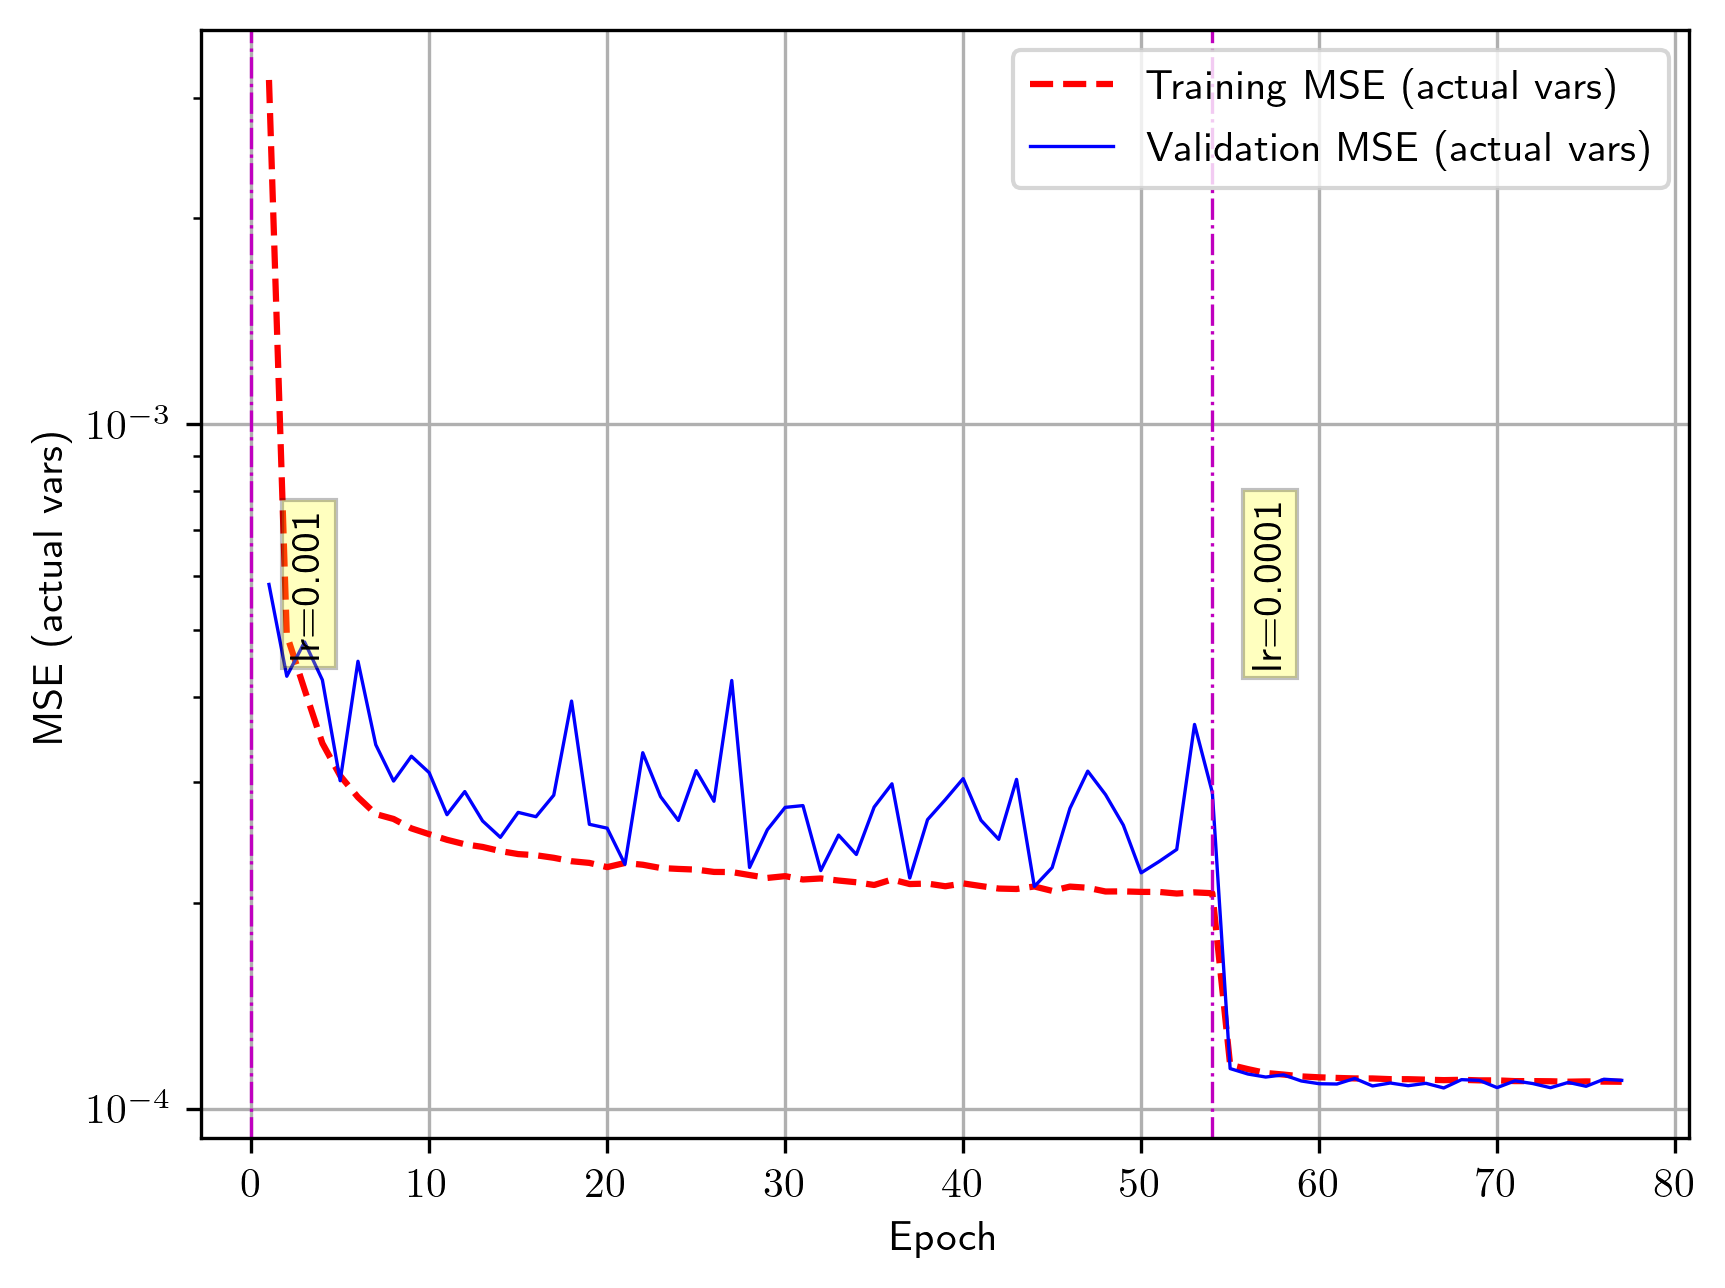 Training MSE (actual vars)
Validation MSE (actual vars)
MSE (actual vars)
10⁻³
10⁻⁴
lr=0.001
lr=0.0001
0 10 20 30 40 50 60 70 80
Epoch